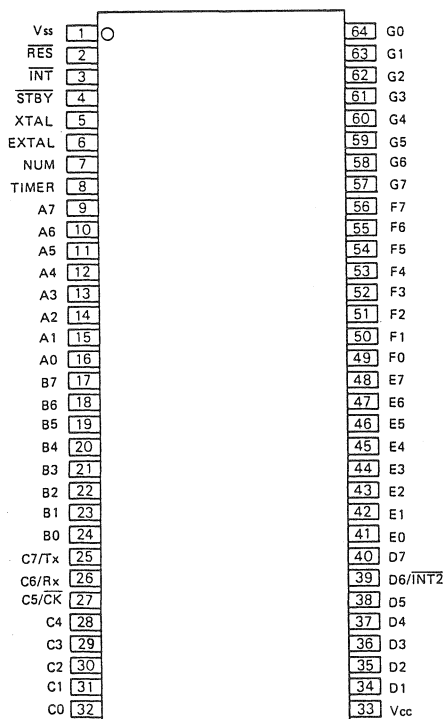 Vss 1 64 G0
RES 2 63 G1
INT 3 62 G2
STBY 4 61 G3
XTAL 5 60 G4
EXTAL 6 59 G5
NUM 7 58 G6
TIMER 8 57 G7
A7 9 56 F7
A6 10 55 F6
A5 11 54 F5
A4 12 53 F4
A3 13 52 F3
A2 14 51 F2
A1 15 50 F1
A0 16 49 F0
B7 17 48 E7
B6 18 47 E6
B5 19 46 E5
B4 20 45 E4
B3 21 44 E3
B2 22 43 E2
B1 23 42 E1
B0 24 41 E0
C7/Tx 25 40 D7
C6/Rx 26 39 D6/INT2
C5/CK 27 38 D5
C4 28 37 D4
C3 29 36 D3
C2 30 35 D2
C1 31 34 D1
C0 32 33 Vcc